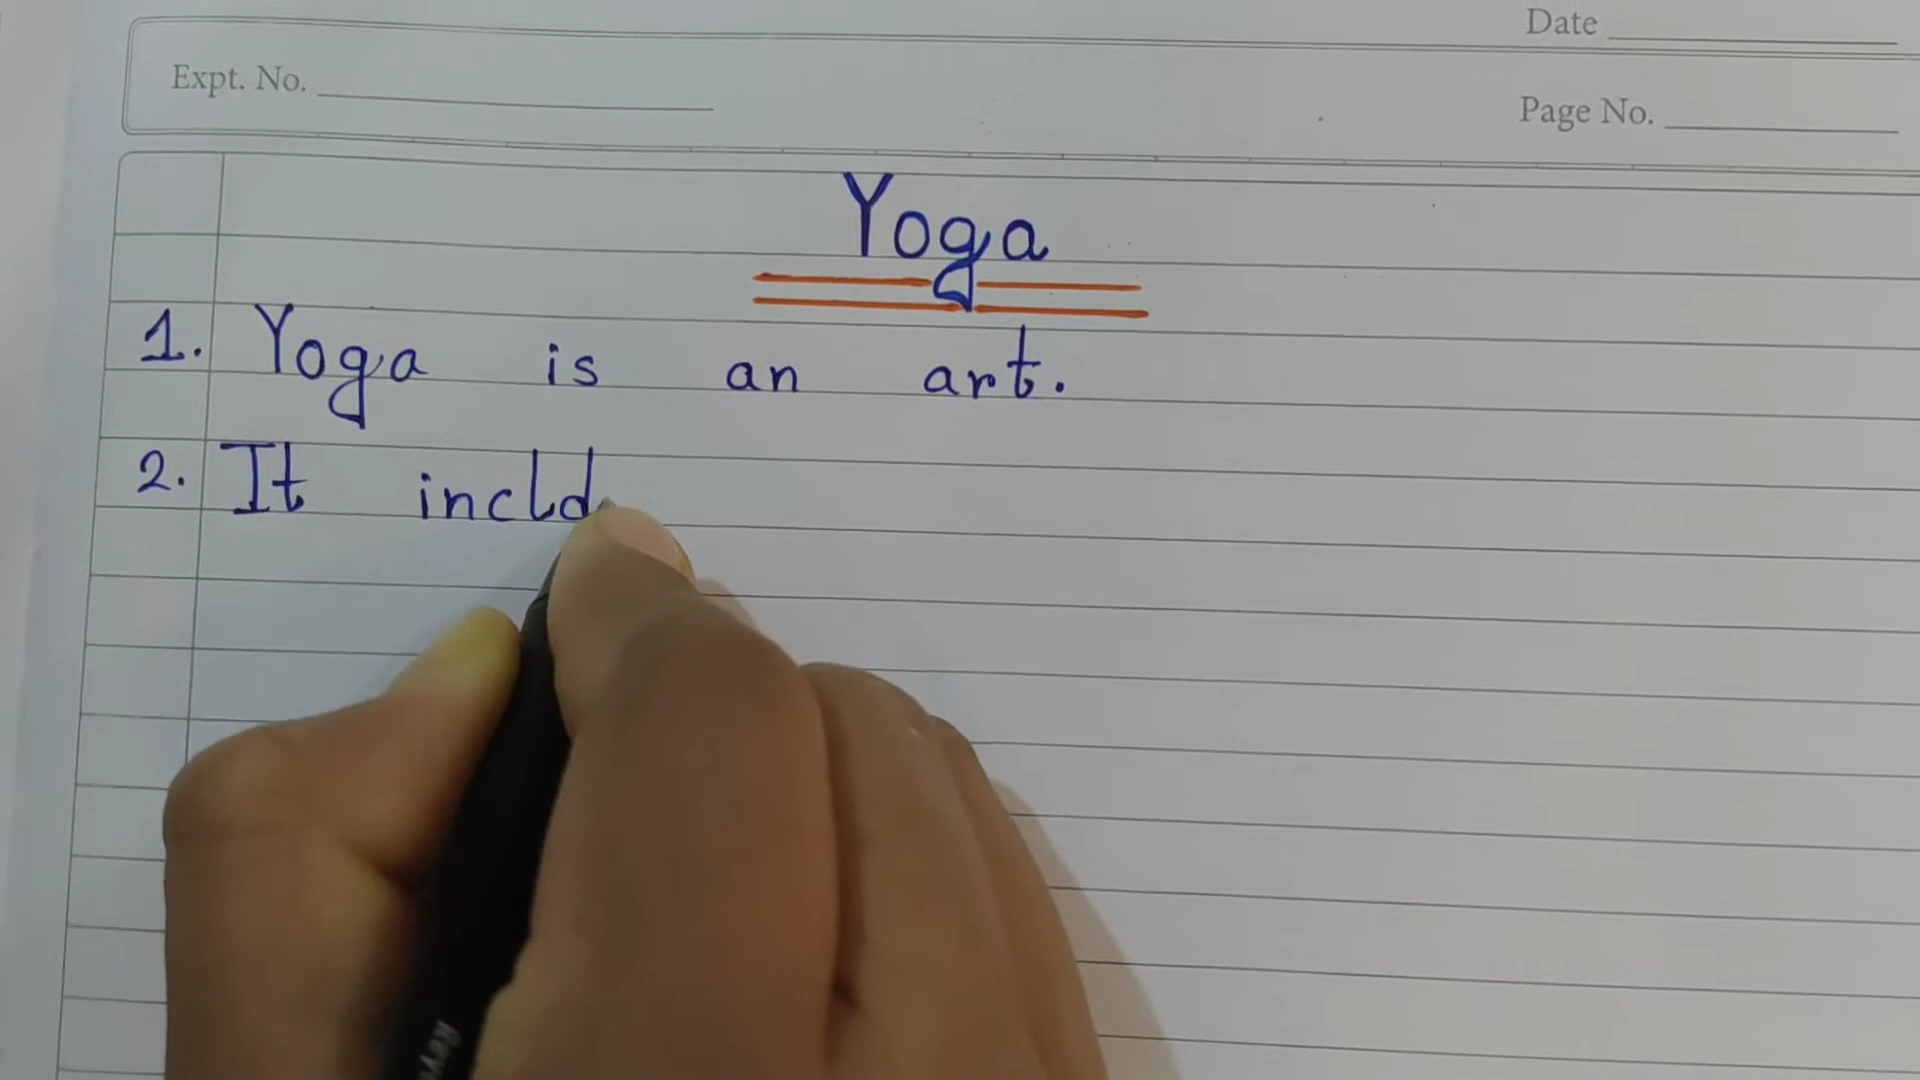 Date
Expt. No.
Page No.
Yoga
1. Yoga is an art.
2. It incld